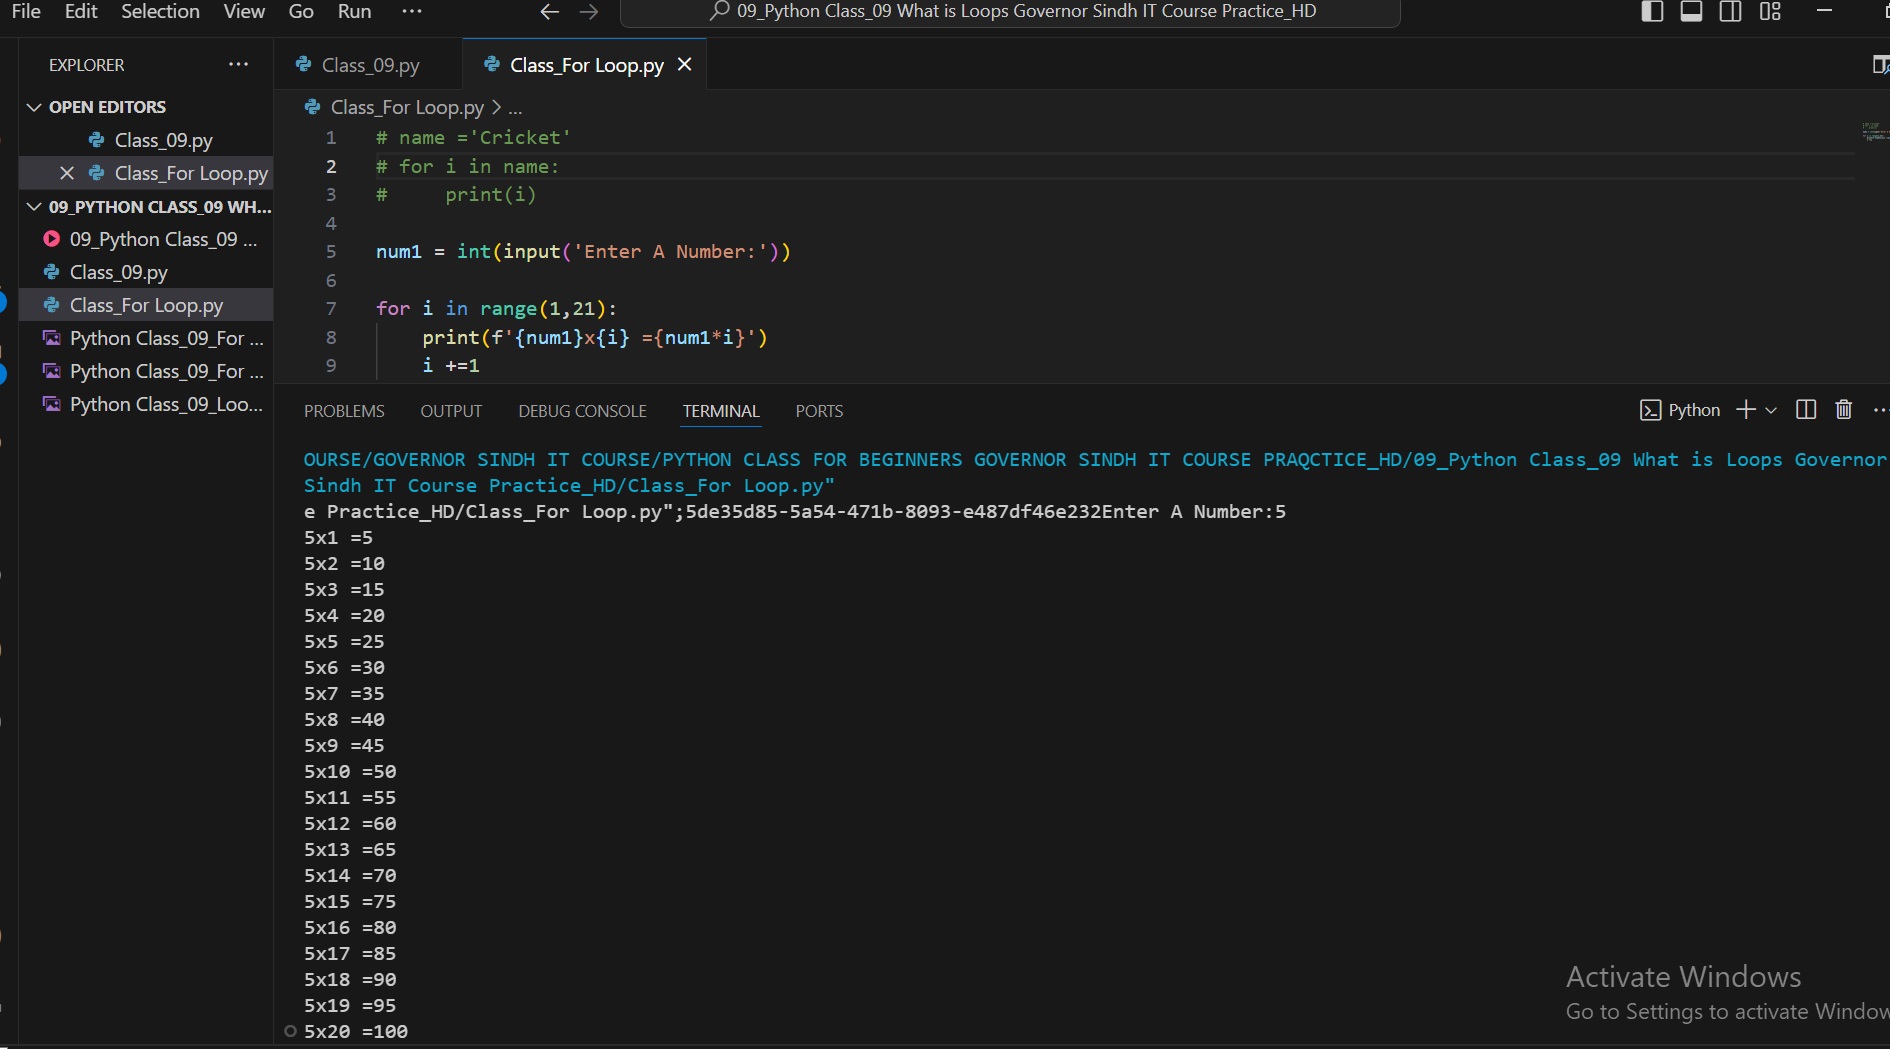 File Edit Selection View Go Run ...
09_Python Class_09 What is Loops Governor Sindh IT Course Practice_HD
EXPLORER ...
Class_09.py
Class_For Loop.py
OPEN EDITORS
Class_09.py
Class_For Loop.py
09_PYTHON CLASS_09 WH...
09_Python Class_09 ...
Class_09.py
Class_For Loop.py
Python Class_09_For ...
Python Class_09_For ...
Python Class_09_Loo...
Class_For Loop.py > ...
1 # name ='Cricket'
2 # for i in name:
3 #     print(i)
4
5 num1 = int(input('Enter A Number:'))
6
7 for i in range(1,21):
8     print(f'{num1}x{i} ={num1*i}')
9     i +=1
PROBLEMS OUTPUT DEBUG CONSOLE TERMINAL PORTS
Python
OURSE/GOVERNOR SINDH IT COURSE/PYTHON CLASS FOR BEGINNERS GOVERNOR SINDH IT COURSE PRAQCTICE_HD/09_Python Class_09 What is Loops Governor
Sindh IT Course Practice_HD/Class_For Loop.py"
e Practice_HD/Class_For Loop.py";5de35d85-5a54-471b-8093-e487df46e232Enter A Number:5
5x1 =5
5x2 =10
5x3 =15
5x4 =20
5x5 =25
5x6 =30
5x7 =35
5x8 =40
5x9 =45
5x10 =50
5x11 =55
5x12 =60
5x13 =65
5x14 =70
5x15 =75
5x16 =80
5x17 =85
5x18 =90
5x19 =95
5x20 =100
Activate Windows
Go to Settings to activate Window